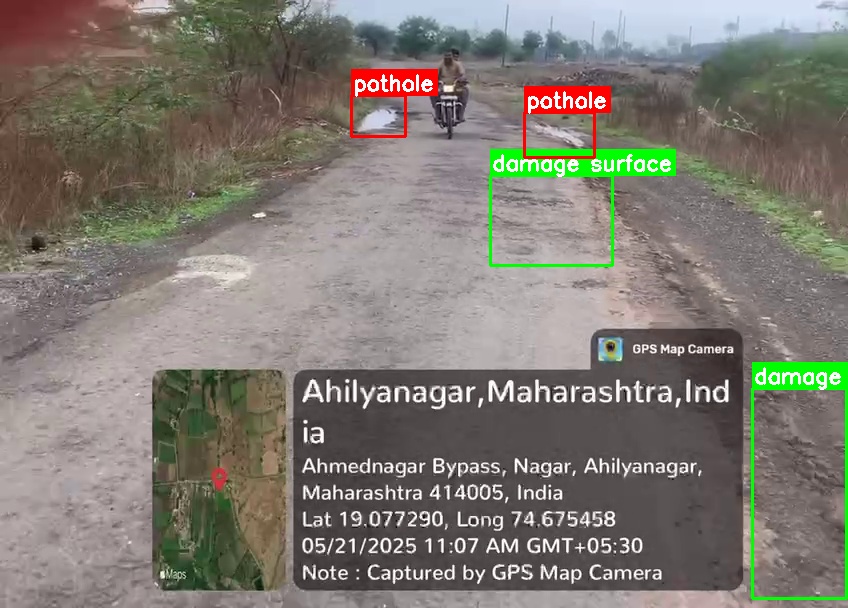 pothole
pothole
damage surface
GPS Map Camera
damage
Ahilyanagar,Maharashtra,Ind
ia
Ahmednagar Bypass, Nagar, Ahilyanagar,
Maharashtra 414005, India
Lat 19.077290, Long 74.675458
05/21/2025 11:07 AM GMT+05:30
Note : Captured by GPS Map Camera
Maps